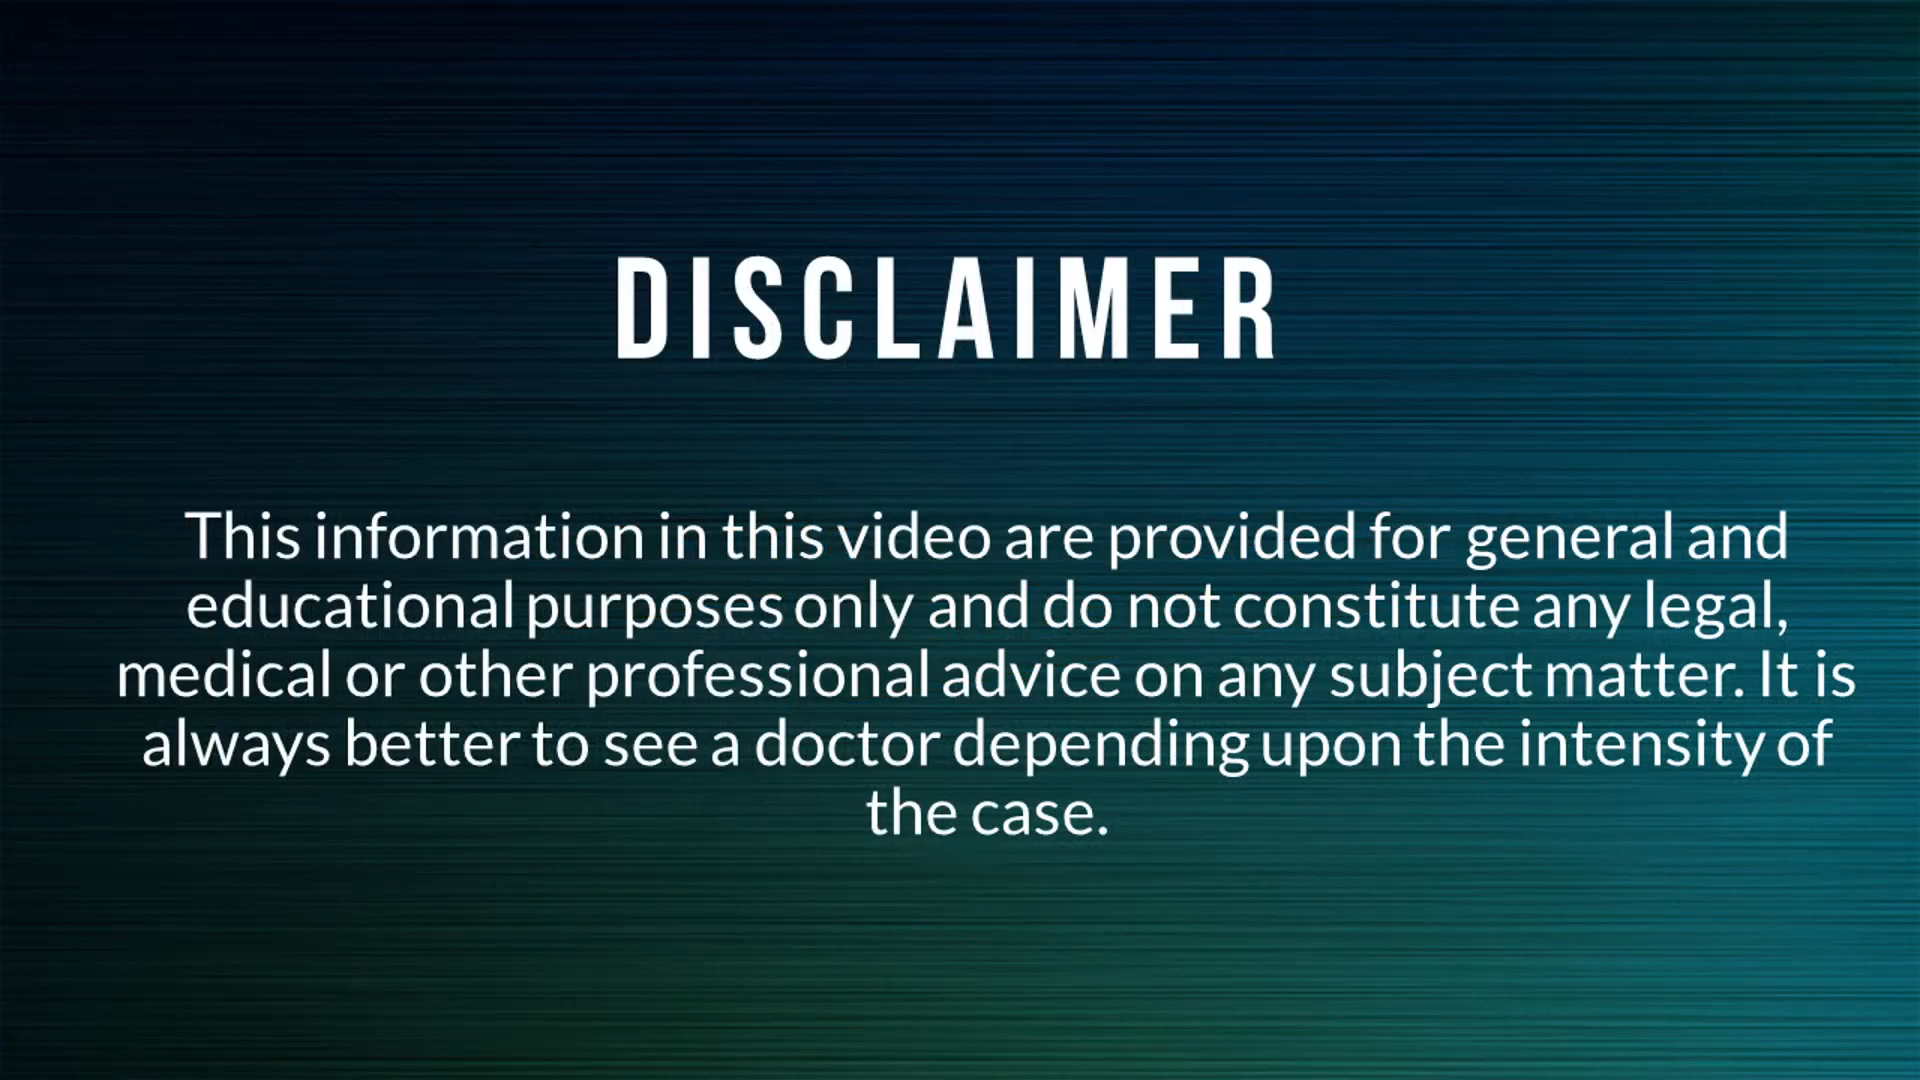 DISCLAIMER
This information in this video are provided for general and
educational purposes only and do not constitute any legal,
medical or other professional advice on any subject matter. It is
always better to see a doctor depending upon the intensity of
the case.